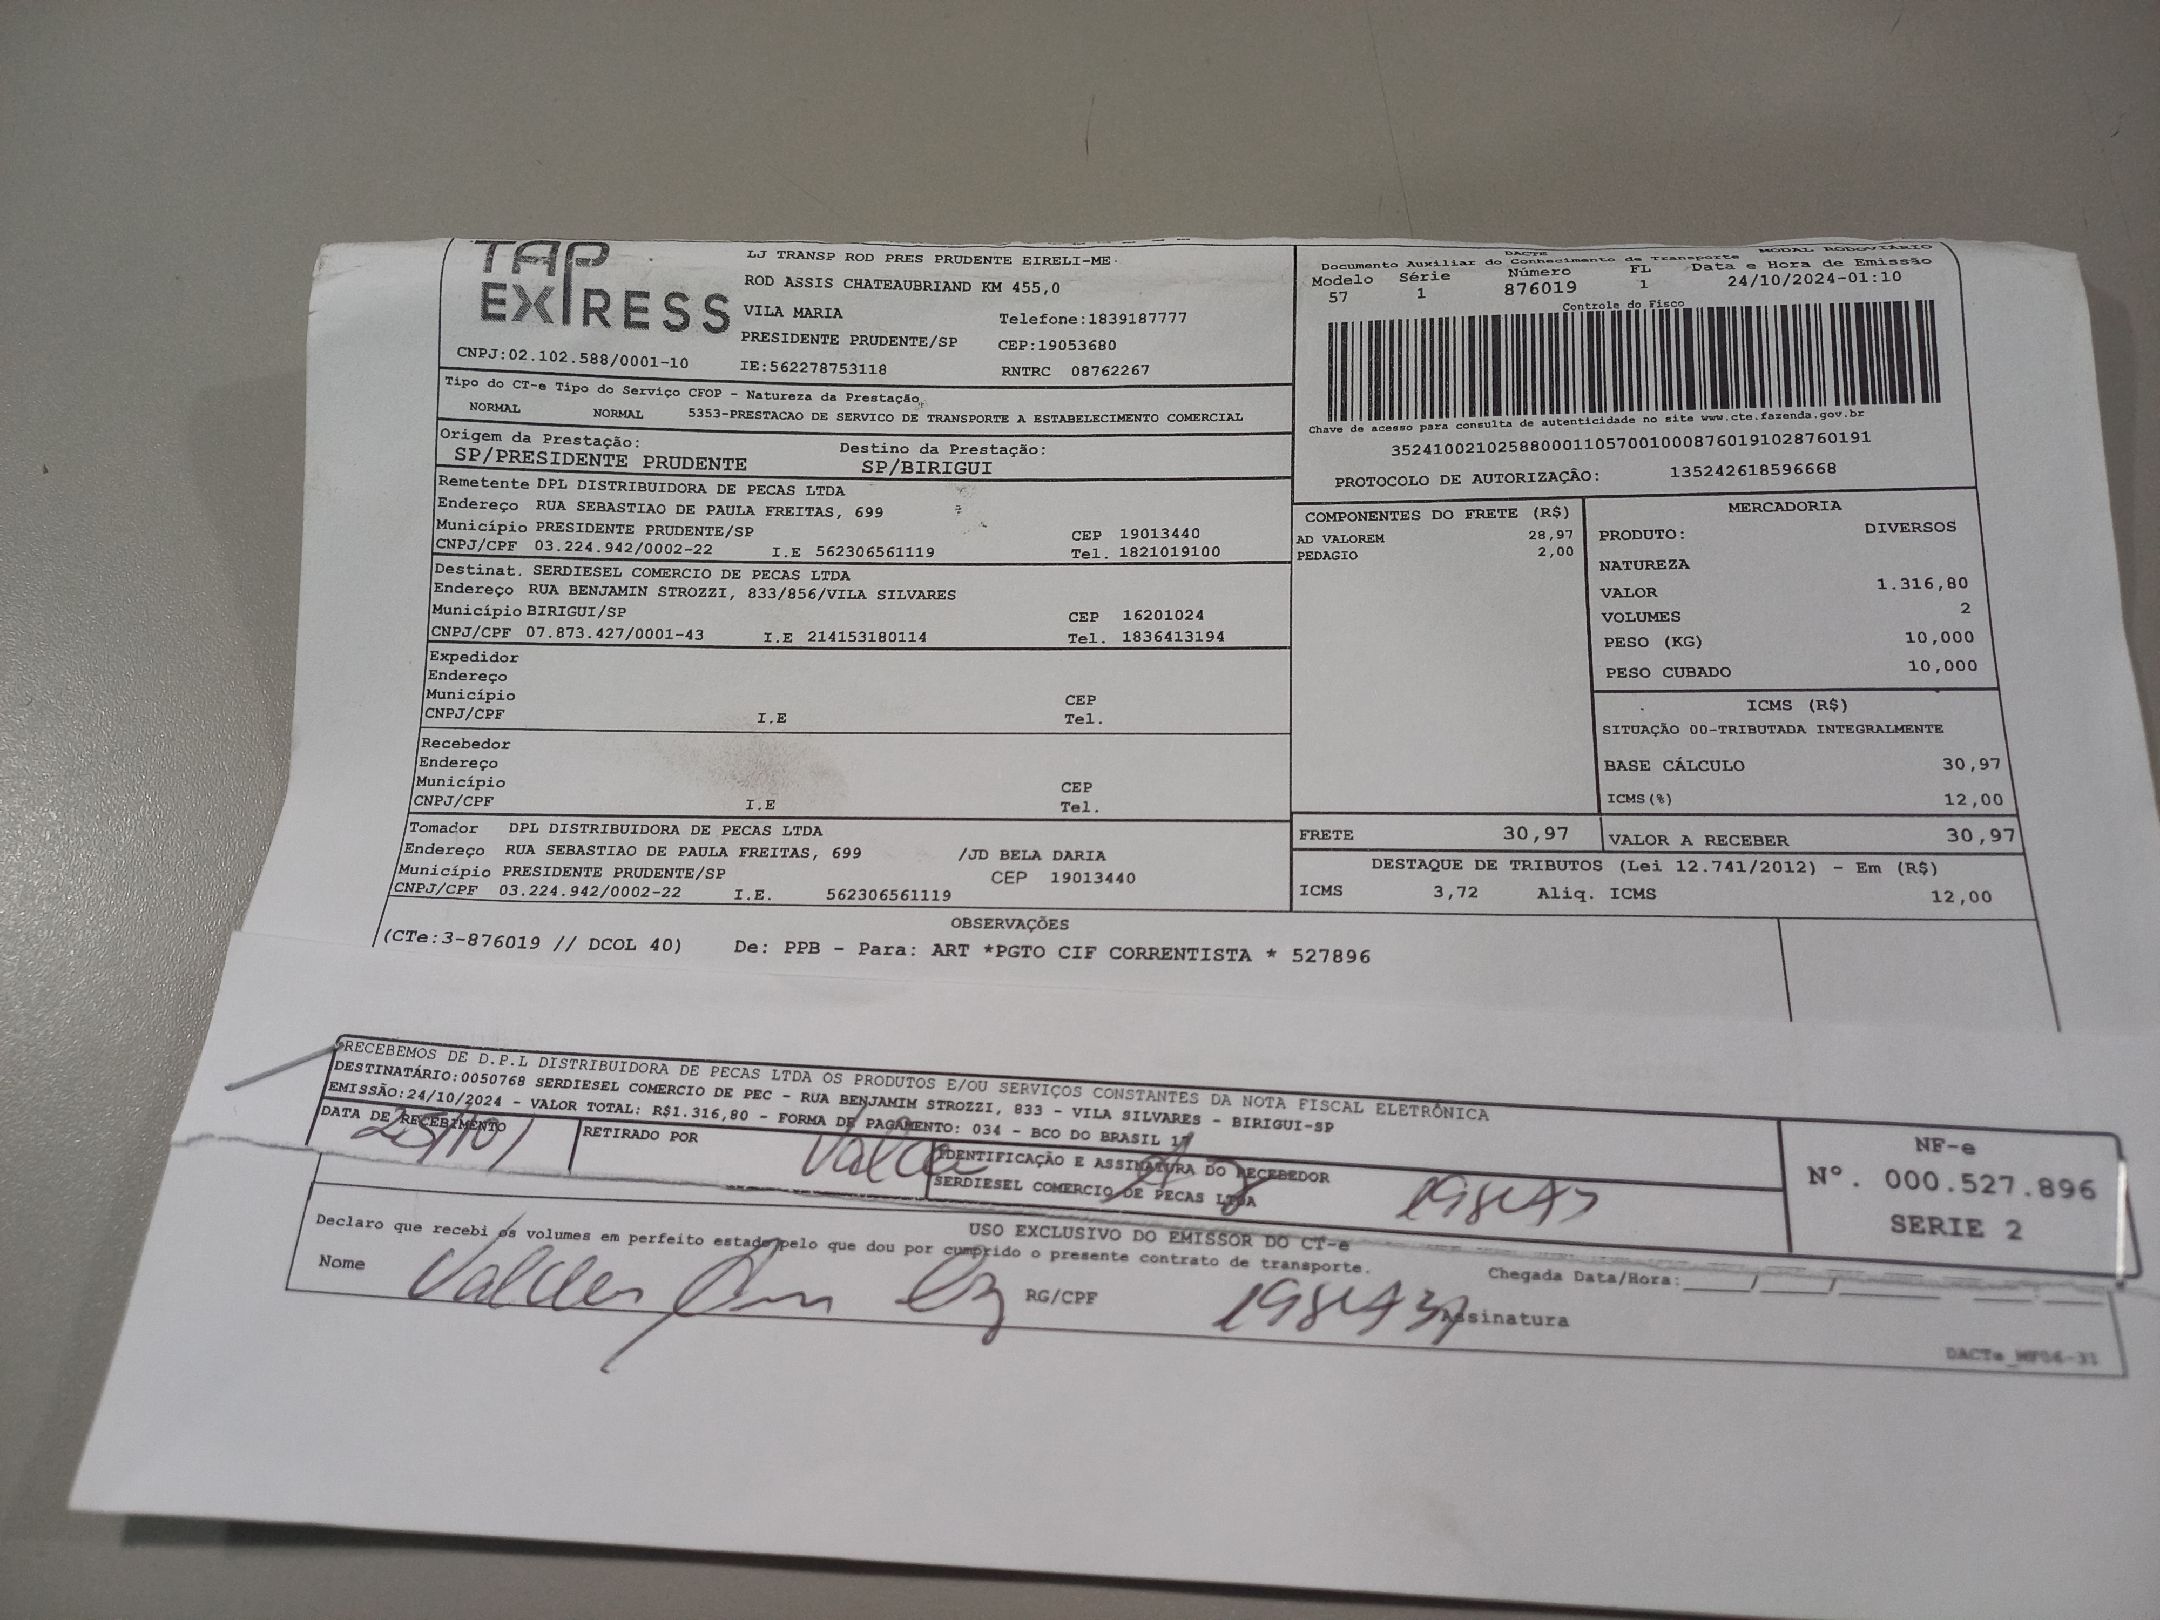 TAP EXPRESS
LJ TRANSP ROD PRES PRUDENTE EIRELI-ME
ROD ASSIS CHATEAUBRIAND KM 455,0
VILA MARIA Telefone:1839187777
PRESIDENTE PRUDENTE/SP CEP:19053680
CNPJ:02.102.588/0001-10 IE:562278753118 RNTRC 08762267
DACTE MODAL RODOVIÁRIO
Documento Auxiliar do Conhecimento de Transporte
Modelo Série Número FL Data e Hora de Emissão
57 1 876019 1 24/10/2024-01:10
Controle do Fisco
Chave de acesso para consulta de autenticidade no site www.cte.fazenda.gov.br
35241002102588000110570010008760191028760191
PROTOCOLO DE AUTORIZAÇÃO: 135242618596668
Tipo do CT-e Tipo do Serviço CFOP - Natureza da Prestação
NORMAL NORMAL 5353-PRESTACAO DE SERVICO DE TRANSPORTE A ESTABELECIMENTO COMERCIAL
Origem da Prestação: Destino da Prestação:
SP/PRESIDENTE PRUDENTE SP/BIRIGUI
Remetente DPL DISTRIBUIDORA DE PECAS LTDA
Endereço RUA SEBASTIAO DE PAULA FREITAS, 699
Município PRESIDENTE PRUDENTE/SP CEP 19013440
CNPJ/CPF 03.224.942/0002-22 I.E 562306561119 Tel. 1821019100
Destinat. SERDIESEL COMERCIO DE PECAS LTDA
Endereço RUA BENJAMIN STROZZI, 833/856/VILA SILVARES
Município BIRIGUI/SP CEP 16201024
CNPJ/CPF 07.873.427/0001-43 I.E 214153180114 Tel. 1836413194
Expedidor
Endereço
Município CEP
CNPJ/CPF I.E Tel.
Recebedor
Endereço
Município CEP
CNPJ/CPF I.E Tel.
Tomador DPL DISTRIBUIDORA DE PECAS LTDA
Endereço RUA SEBASTIAO DE PAULA FREITAS, 699 /JD BELA DARIA
Município PRESIDENTE PRUDENTE/SP CEP 19013440
CNPJ/CPF 03.224.942/0002-22 I.E. 562306561119
COMPONENTES DO FRETE (R$)
AD VALOREM 28,97
PEDAGIO 2,00
MERCADORIA
PRODUTO: DIVERSOS
NATUREZA
VALOR 1.316,80
VOLUMES 2
PESO (KG) 10,000
PESO CUBADO 10,000
ICMS (R$)
SITUAÇÃO 00-TRIBUTADA INTEGRALMENTE
BASE CÁLCULO 30,97
ICMS(%) 12,00
FRETE 30,97 VALOR A RECEBER 30,97
DESTAQUE DE TRIBUTOS (Lei 12.741/2012) - Em (R$)
ICMS 3,72 Aliq. ICMS 12,00
OBSERVAÇÕES
(CTe:3-876019 // DCOL 40) De: PPB - Para: ART *PGTO CIF CORRENTISTA * 527896
RECEBEMOS DE D.P.L DISTRIBUIDORA DE PECAS LTDA OS PRODUTOS E/OU SERVIÇOS CONSTANTES DA NOTA FISCAL ELETRÔNICA
DESTINATÁRIO:0050768 SERDIESEL COMERCIO DE PEC - RUA BENJAMIM STROZZI, 833 - VILA SILVARES - BIRIGUI-SP
EMISSÃO:24/10/2024 - VALOR TOTAL: R$1.316,80 - FORMA DE PAGAMENTO: 034 - BCO DO BRASIL
DATA DE RECEBIMENTO RETIRADO POR IDENTIFICAÇÃO E ASSINATURA DO RECEBEDOR
25/10/
SERDIESEL COMERCIO DE PECAS LTDA
NF-e
Nº. 000.527.896
SERIE 2
USO EXCLUSIVO DO EMISSOR DO CT-e
Declaro que recebi os volumes em perfeito estado pelo que dou por cumprido o presente contrato de transporte.
Chegada Data/Hora:
Nome RG/CPF Assinatura